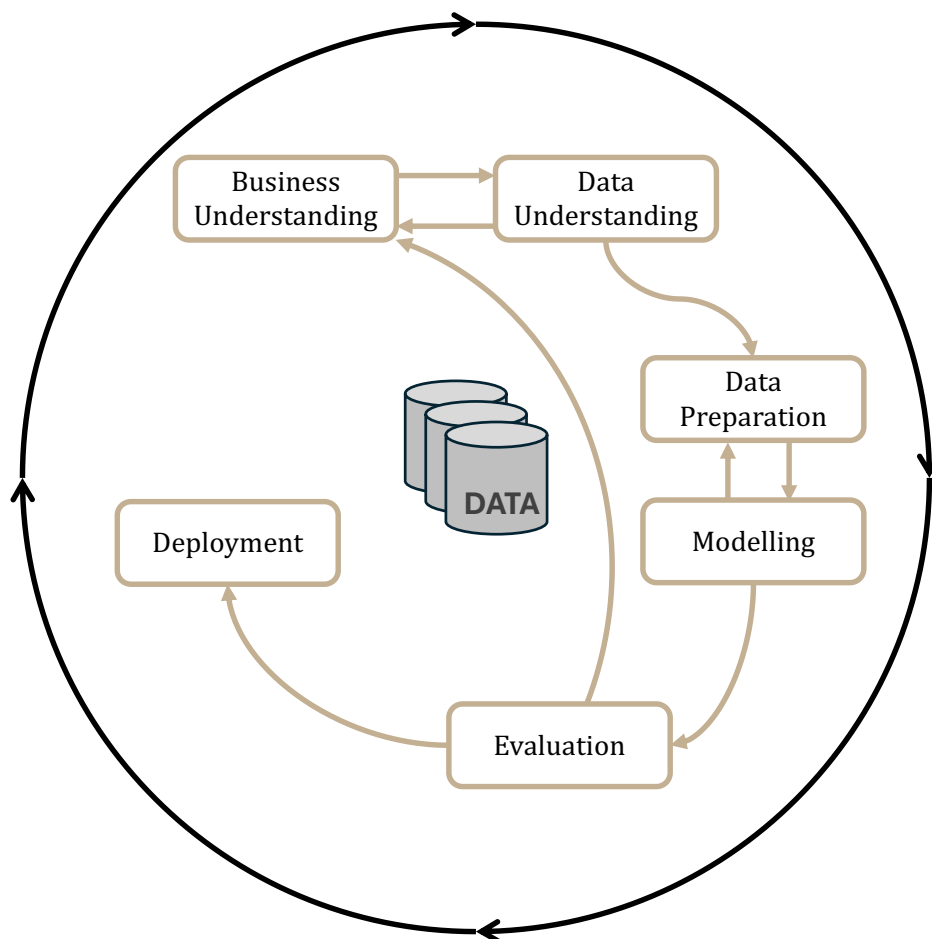 Business
Understanding
Data
Understanding
Data
Preparation
DATA
Deployment
Modelling
Evaluation